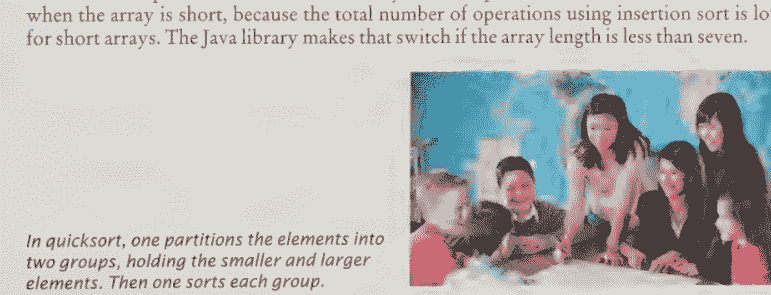 when the array is short, because the total number of operations using insertion sort is
for short arrays. The Java library makes that switch if the array length is less than seven.
In quicksort, one partitions the elements into
two groups, holding the smaller and larger
elements. Then one sorts each group.